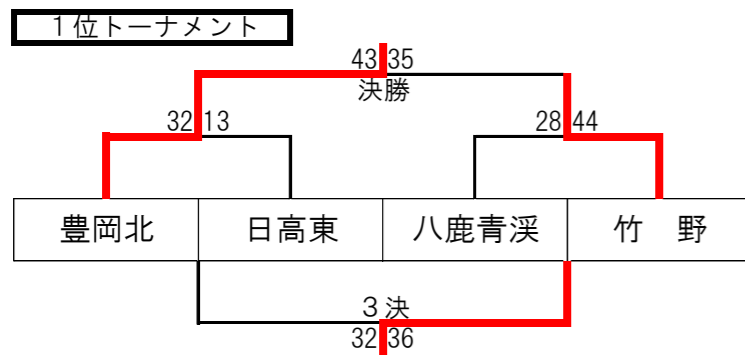 １位トーナメント
43 35
決勝
32 13 28 44
豊岡北 日高東 八鹿青渓 竹　野
３決
32 36